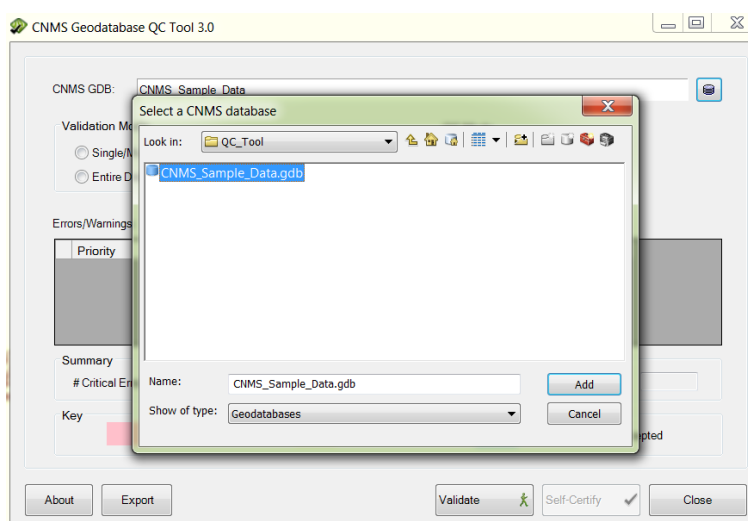 CNMS Geodatabase QC Tool 3.0
CNMS GDB: CNMS_Sample_Data
Select a CNMS database
Validation Mo
Look in: QC_Tool
Single/M
Entire D
CNMS_Sample_Data.gdb
Errors/Warnings
Priority
Summary
# Critical Er
Name: CNMS_Sample_Data.gdb Add
Show of type: Geodatabases Cancel
Key
pted
About Export Validate Self-Certify Close